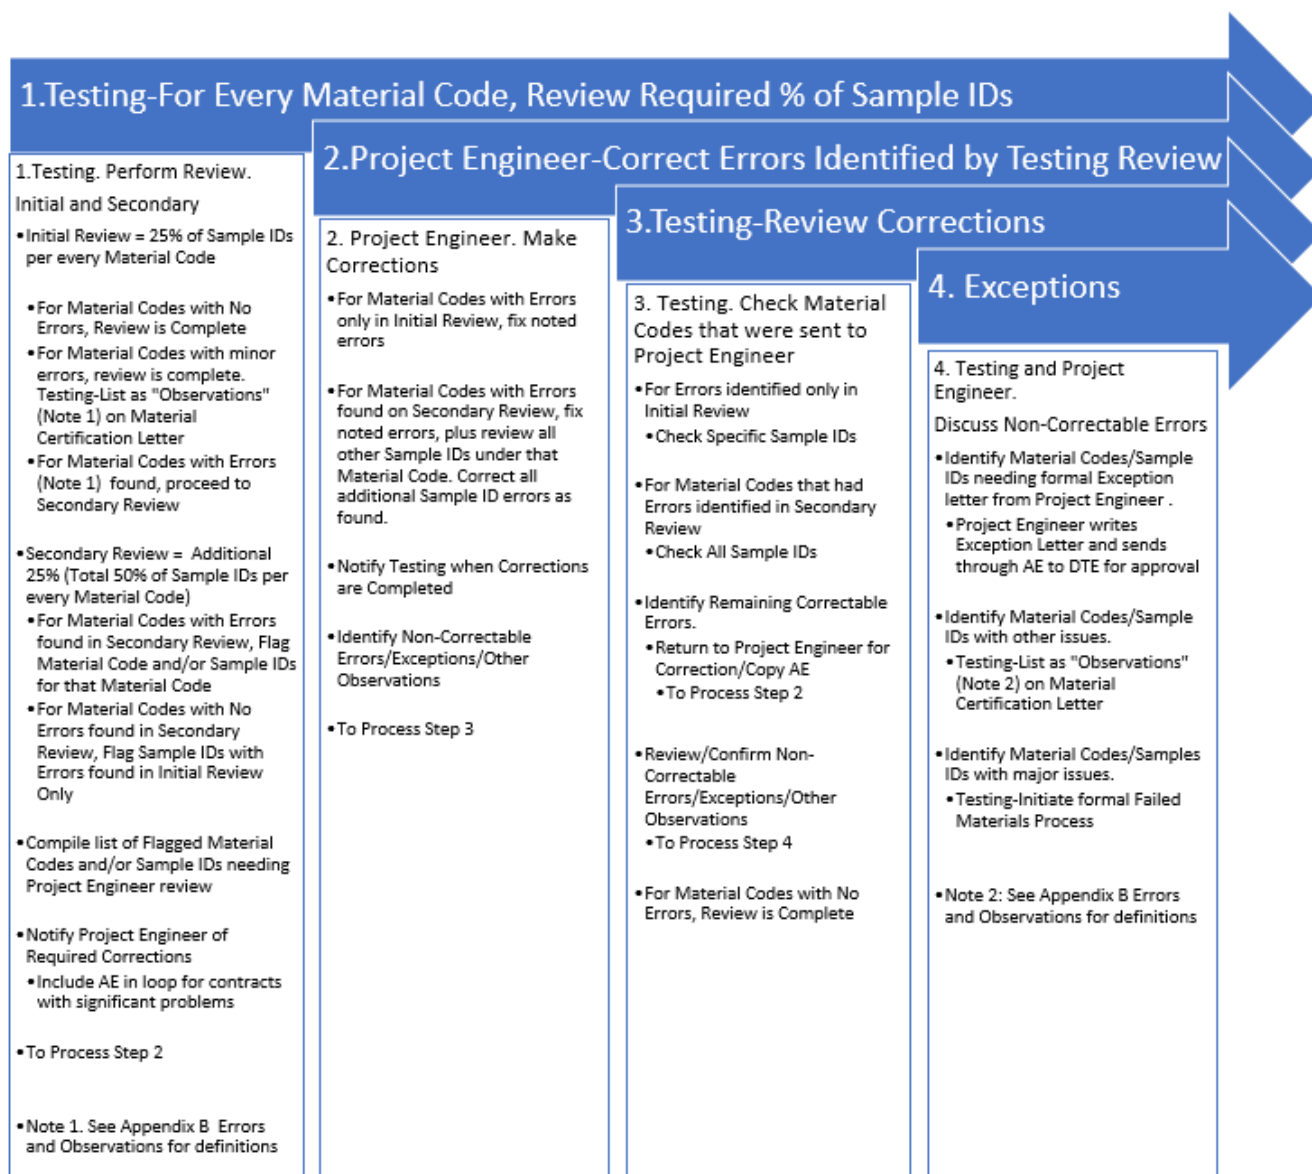 1.Testing-For Every Material Code, Review Required % of Sample IDs
2.Project Engineer-Correct Errors Identified by Testing Review
3.Testing-Review Corrections
4. Exceptions
1.Testing. Perform Review.
Initial and Secondary
•Initial Review = 25% of Sample IDs
per every Material Code
•For Material Codes with No
Errors, Review is Complete
•For Material Codes with minor
errors, review is complete.
Testing-List as "Observations"
(Note 1) on Material
Certification Letter
•For Material Codes with Errors
(Note 1) found, proceed to
Secondary Review
•Secondary Review = Additional
25% (Total 50% of Sample IDs per
every Material Code)
•For Material Codes with Errors
found in Secondary Review, Flag
Material Code and/or Sample IDs
for that Material Code
•For Material Codes with No
Errors found in Secondary
Review, Flag Sample IDs with
Errors found in Initial Review
Only
•Compile list of Flagged Material
Codes and/or Sample IDs needing
Project Engineer review
•Notify Project Engineer of
Required Corrections
•Include AE in loop for contracts
with significant problems
•To Process Step 2
•Note 1. See Appendix B Errors
and Observations for definitions
2. Project Engineer. Make
Corrections
•For Material Codes with Errors
only in Initial Review, fix noted
errors
•For Material Codes with Errors
found on Secondary Review, fix
noted errors, plus review all
other Sample IDs under that
Material Code. Correct all
additional Sample ID errors as
found.
•Notify Testing when Corrections
are Completed
•Identify Non-Correctable
Errors/Exceptions/Other
Observations
•To Process Step 3
3. Testing. Check Material
Codes that were sent to
Project Engineer
•For Errors identified only in
Initial Review
•Check Specific Sample IDs
•For Material Codes that had
Errors identified in Secondary
Review
•Check All Sample IDs
•Identify Remaining Correctable
Errors.
•Return to Project Engineer for
Correction/Copy AE
•To Process Step 2
•Review/Confirm Non-
Correctable
Errors/Exceptions/Other
Observations
•To Process Step 4
•For Material Codes with No
Errors, Review is Complete
4. Testing and Project
Engineer.
Discuss Non-Correctable Errors
•Identify Material Codes/Sample
IDs needing formal Exception
letter from Project Engineer .
•Project Engineer writes
Exception Letter and sends
through AE to DTE for approval
•Identify Material Codes/Sample
IDs with other issues.
•Testing-List as "Observations"
(Note 2) on Material
Certification Letter
•Identify Material Codes/Samples
IDs with major issues.
•Testing-Initiate formal Failed
Materials Process
•Note 2: See Appendix B Errors
and Observations for definitions